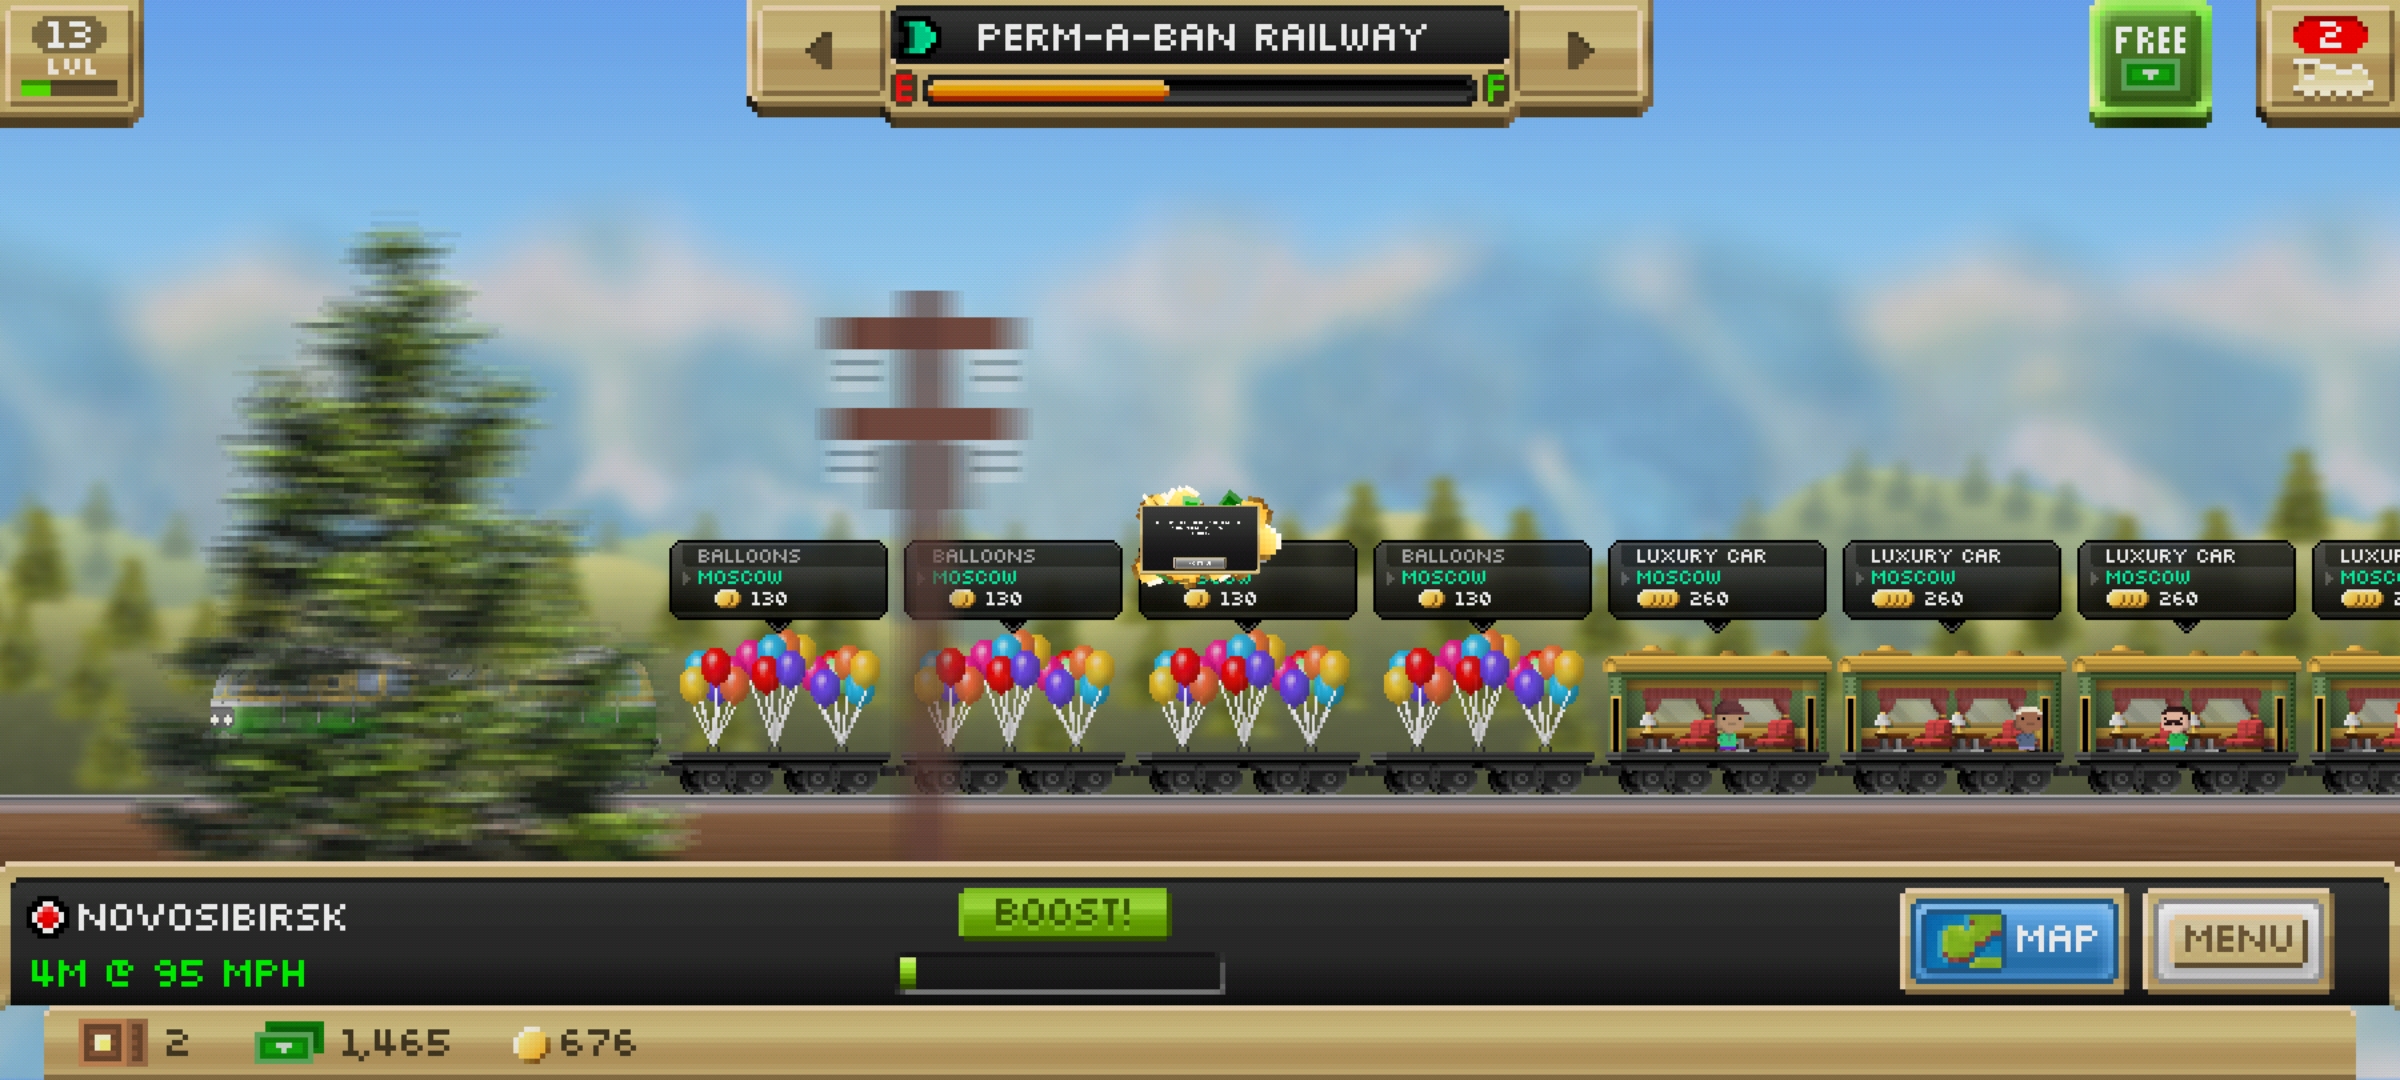 13
LVL
PERM-A-BAN RAILWAY
E
F
FREE
2
BALLOONS
MOSCOW
130
BALLOONS
MOSCOW
130
130
BALLOONS
MOSCOW
130
LUXURY CAR
MOSCOW
260
LUXURY CAR
MOSCOW
260
LUXURY CAR
MOSCOW
260
NOVOSIBIRSK
4M @ 95 MPH
BOOST!
MAP
MENU
2
1,465
676